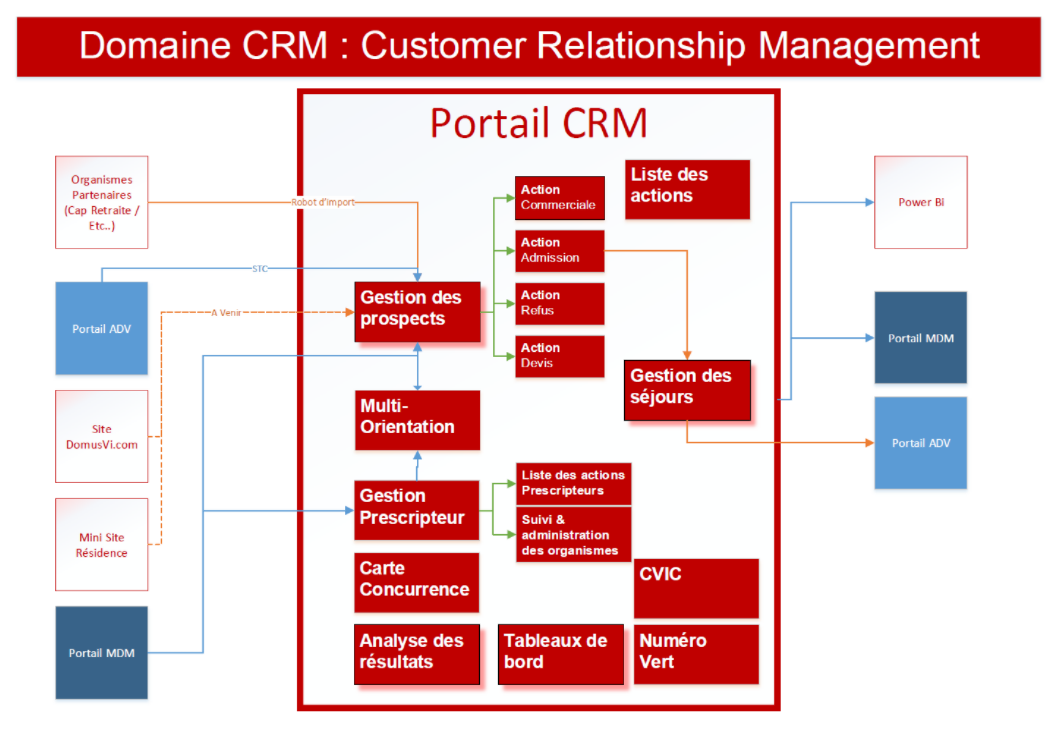 Domaine CRM : Customer Relationship Management
Portail CRM
Organismes
Partenaires
(Cap Retraite /
Etc..)
Robot d'import
STC
Portail ADV
A Venir
Site
DomusVi.com
Mini Site
Résidence
Portail MDM
Gestion des
prospects
Multi-
Orientation
Gestion
Prescripteur
Carte
Concurrence
Analyse des
résultats
Action
Commerciale
Action
Admission
Action
Refus
Action
Devis
Liste des
actions
Gestion des
séjours
Liste des actions
Prescripteurs
Suivi &
administration
des organismes
CVIC
Tableaux de
bord
Numéro
Vert
Power BI
Portail MDM
Portail ADV